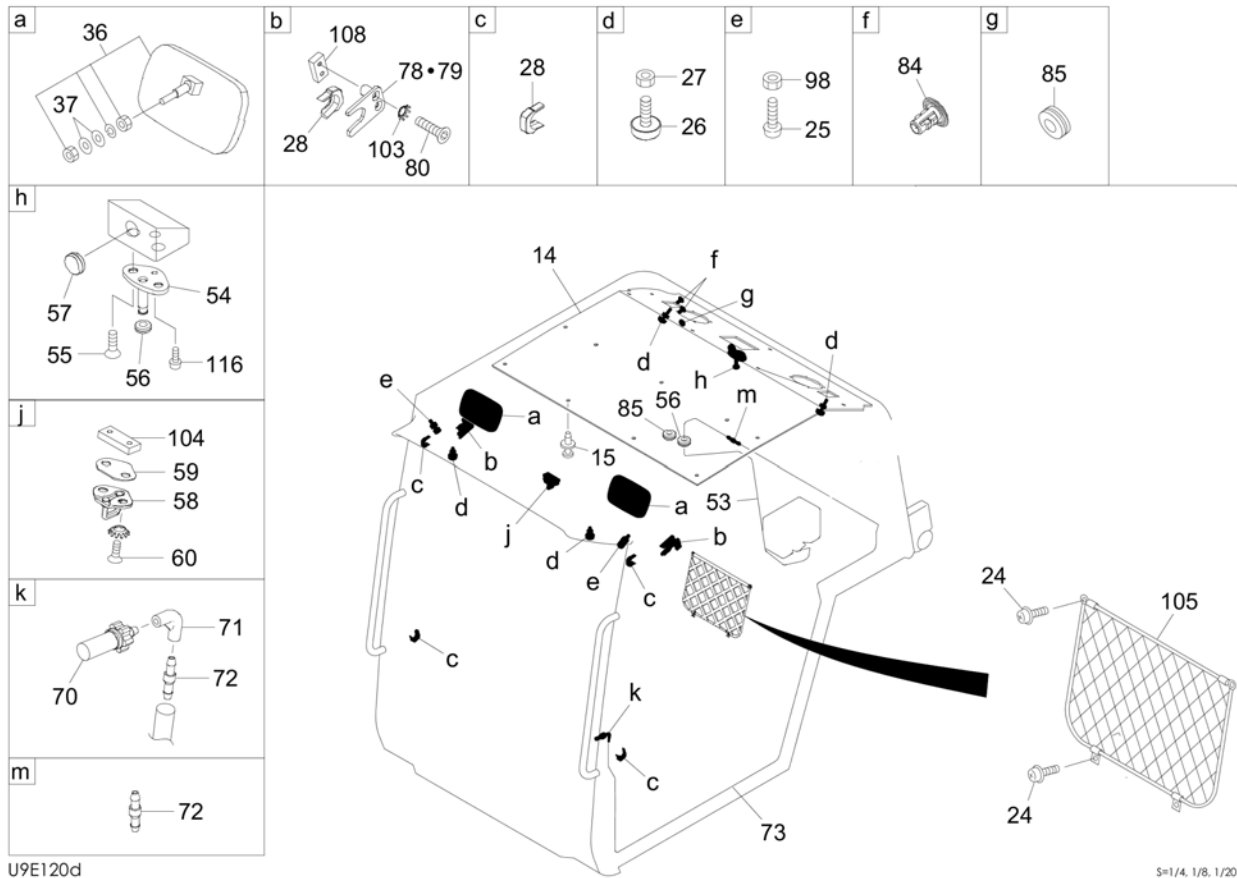 a
36
37
b
108
78•79
28
103
80
c
28
d
27
26
e
98
25
f
84
g
85
h
57
54
55
56
116
j
104
59
58
60
k
71
70
72
m
72
14
f
g
d
h
d
e
a
b
c
d
15
85
56
m
j
a
53
d
e
c
b
c
k
c
73
24
105
24
U9E120d
S=1/4, 1/8, 1/20